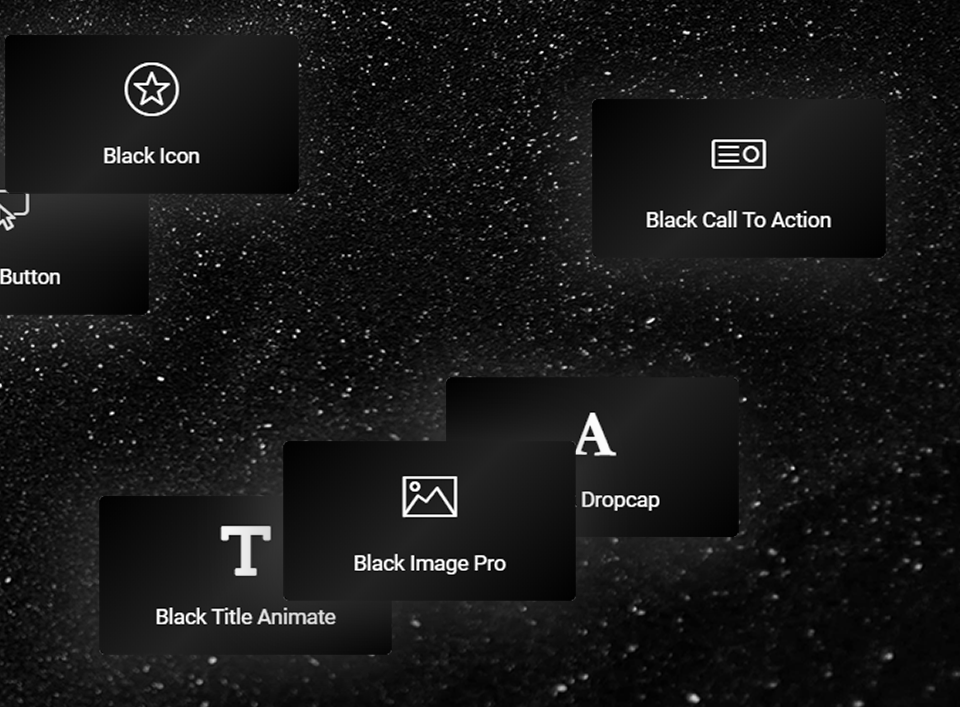 Black Icon
Black Call To Action
Button
Dropcap
Black Image Pro
Black Title Animate